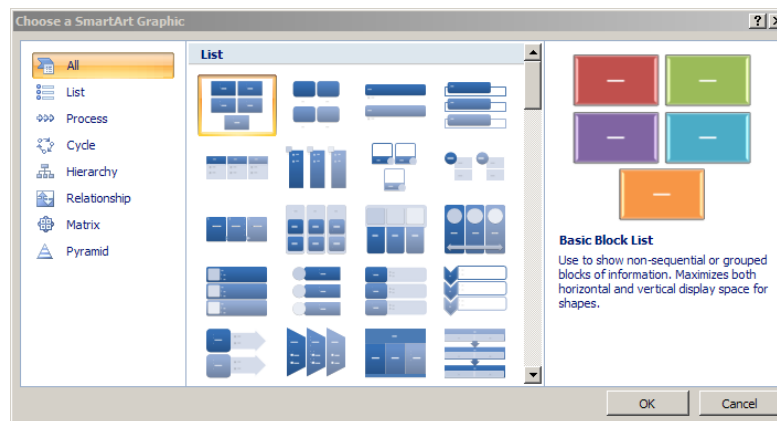 Choose a SmartArt Graphic
All
List
Process
Cycle
Hierarchy
Relationship
Matrix
Pyramid
List
Basic Block List
Use to show non-sequential or grouped
blocks of information. Maximizes both
horizontal and vertical display space for
shapes.
OK
Cancel